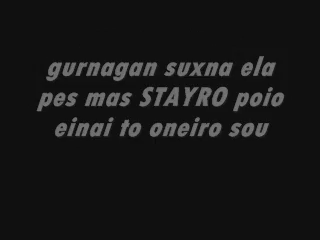 gurnagan suxna ela
pes mas STAYRO poio
einai to oneiro sou